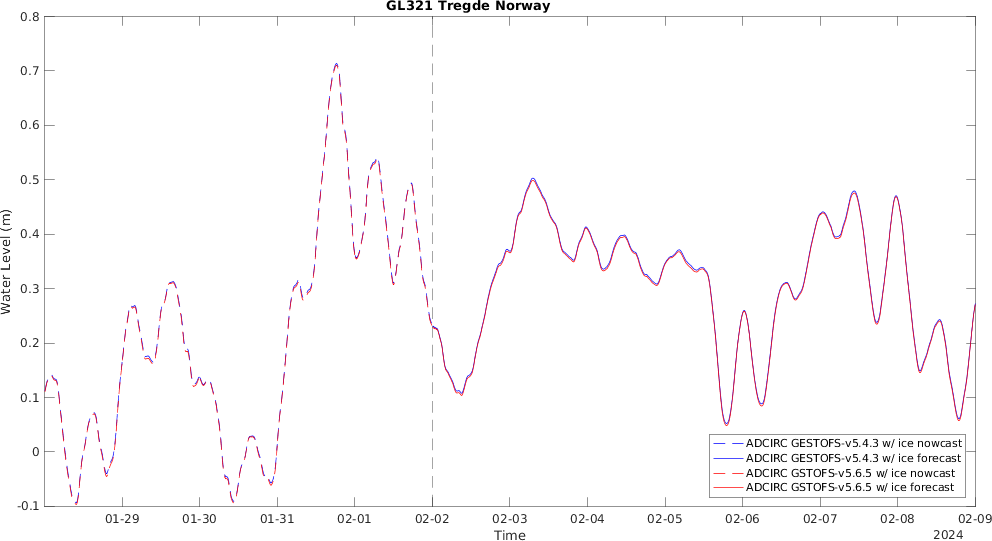 GL321 Tregde Norway
0.8
0.7
0.6
0.5
0.4
0.3
0.2
0.1
0
-0.1
Water Level (m)
01-29 01-30 01-31 02-01 02-02 02-03 02-04 02-05 02-06 02-07 02-08 02-09
Time
2024
ADCIRC GESTOFS-v5.4.3 w/ ice nowcast
ADCIRC GESTOFS-v5.4.3 w/ ice forecast
ADCIRC GSTOFS-v5.6.5 w/ ice nowcast
ADCIRC GSTOFS-v5.6.5 w/ ice forecast